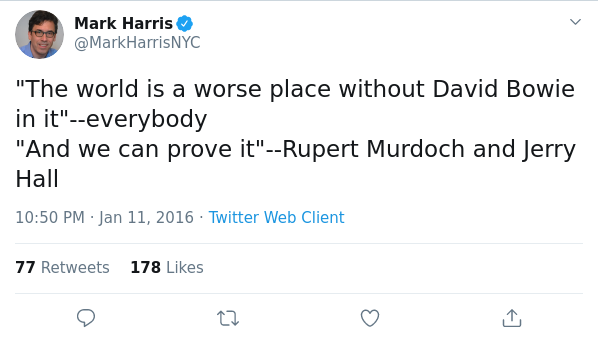 Mark Harris
@MarkHarrisNYC
"The world is a worse place without David Bowie
in it"--everybody
"And we can prove it"--Rupert Murdoch and Jerry
Hall
10:50 PM · Jan 11, 2016 · Twitter Web Client
77 Retweets 178 Likes